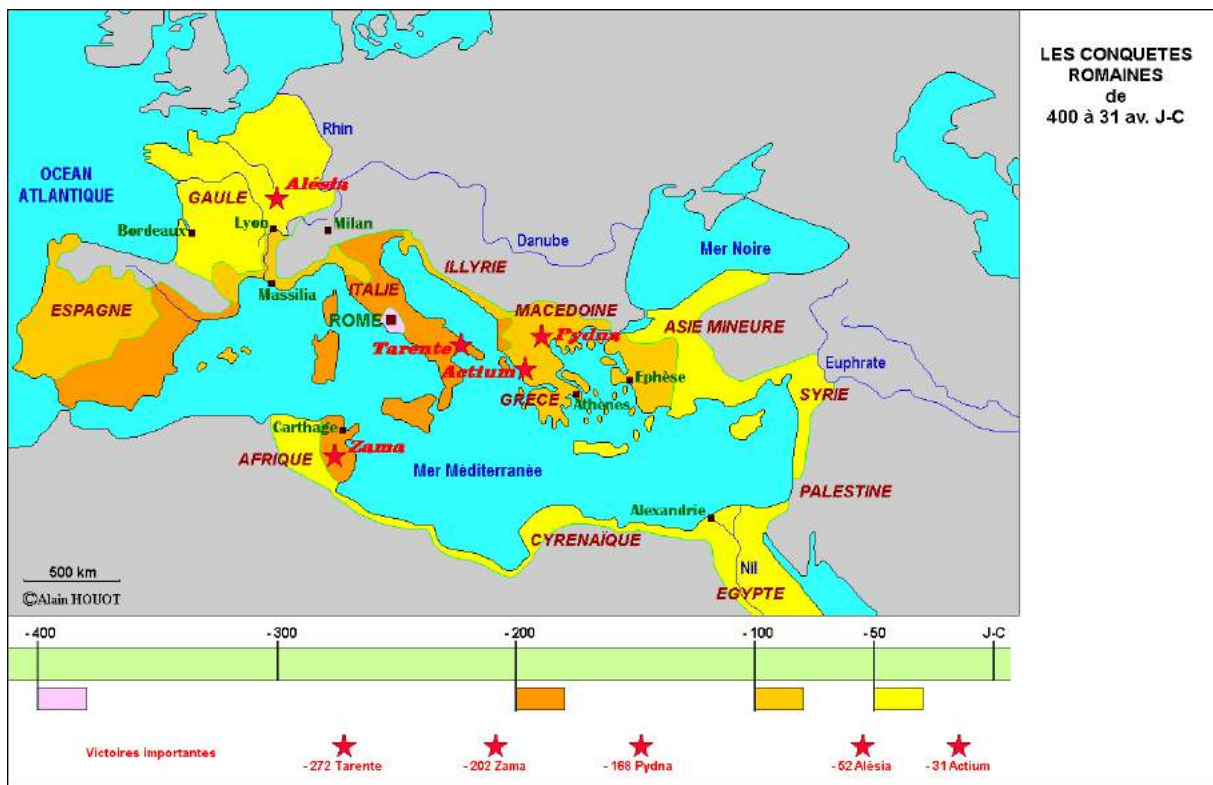 LES CONQUETES
ROMAINES
de
400 à 31 av. J-C
Rhin
OCEAN
ATLANTIQUE
Alésia
GAULE
Bordeaux
Lyon
Milan
Danube
Mer Noire
ILLYRIE
Massilia
ITALIE
ESPAGNE
MACEDOINE
ROME
ASIE MINEURE
Tarente
Pydna
Actium
Euphrate
Ephèse
SYRIE
GRECE
Athènes
Carthage
Zama
AFRIQUE
Mer Méditerranée
PALESTINE
Alexandrie
CYRENAÏQUE
Nil
EGYPTE
500 km
©Alain HOUOT
-400 -300 -200 -100 -50 J-C
Victoires importantes
-272 Tarente -202 Zama -168 Pydna -52 Alésia -31 Actium